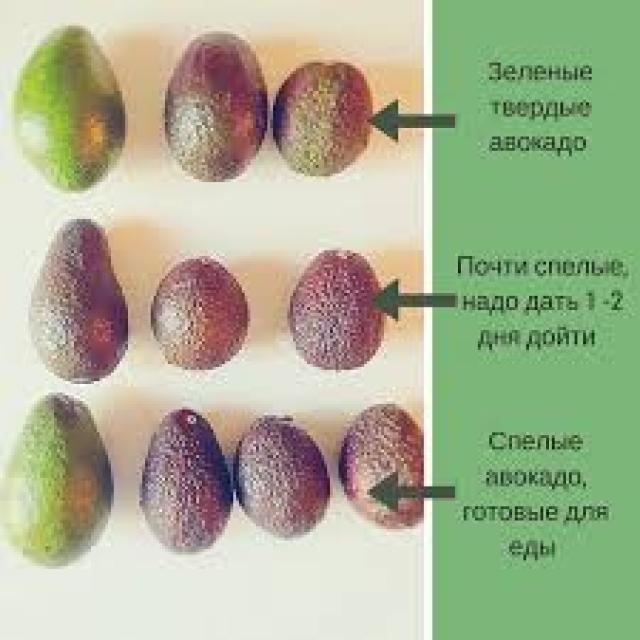 Зеленые
твердые
авокадо
Почти спелые,
надо дать 1 -2
дня дойти
Спелые
авокадо,
готовые для
еды